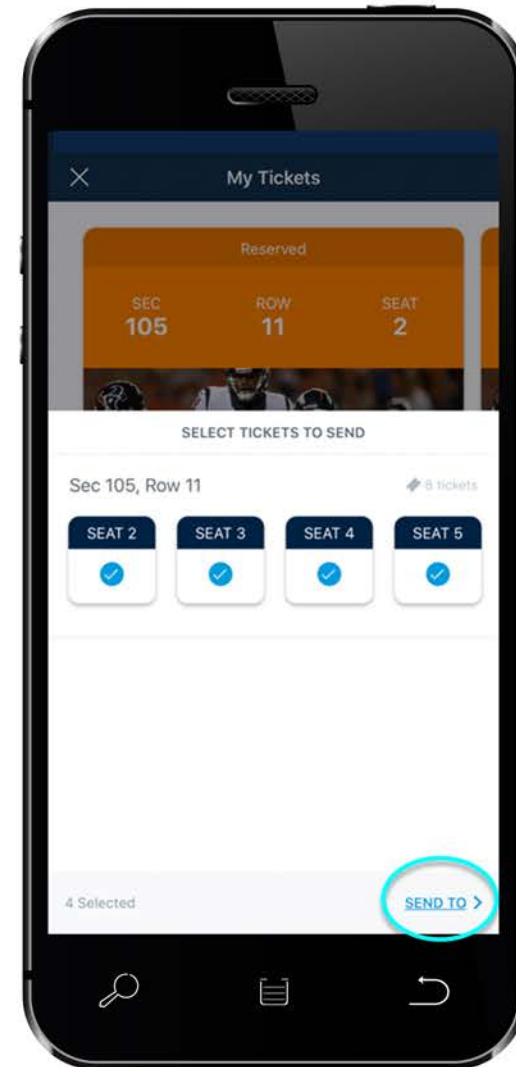 My Tickets
Reserved
SEC ROW SEAT
105 11 2
SELECT TICKETS TO SEND
Sec 105, Row 11
tickets
SEAT 2 SEAT 3 SEAT 4 SEAT 5
4 Selected
SEND TO >